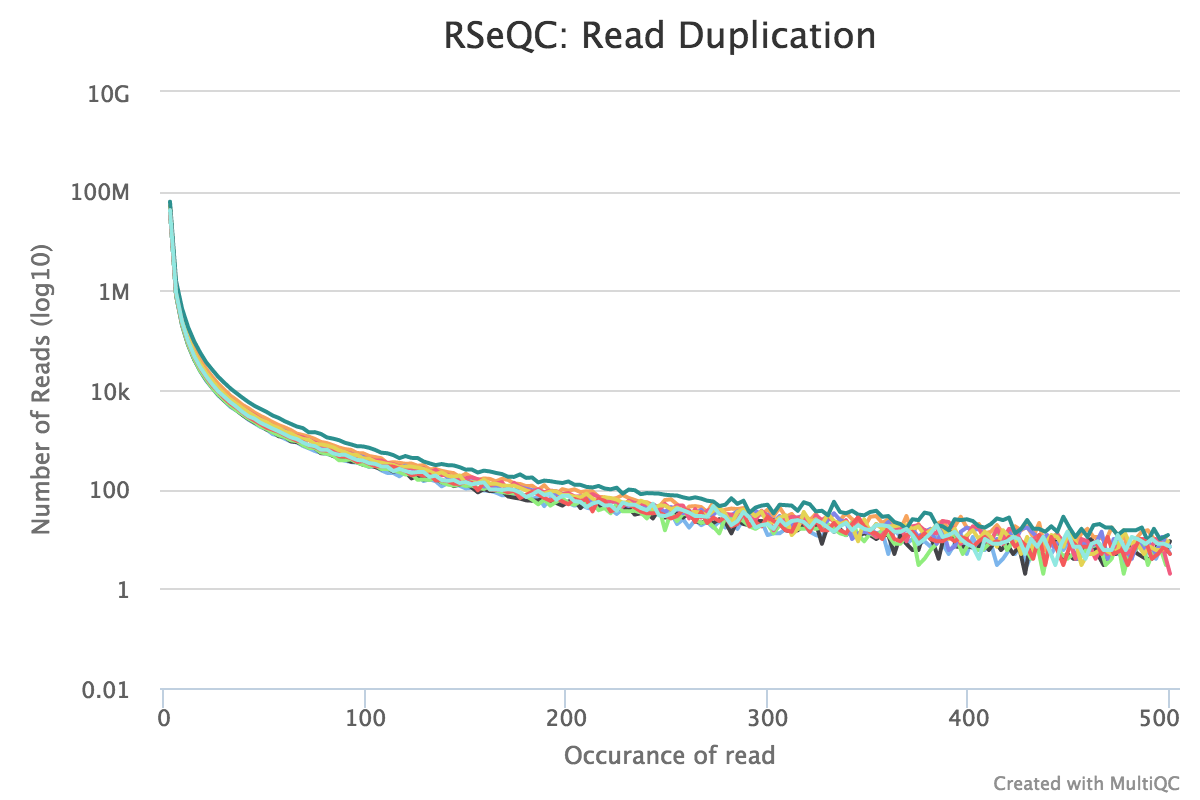 RSeQC: Read Duplication
10G
100M
1M
10k
100
1
0.01
Number of Reads (log10)
0 100 200 300 400 500
Occurance of read
Created with MultiQC